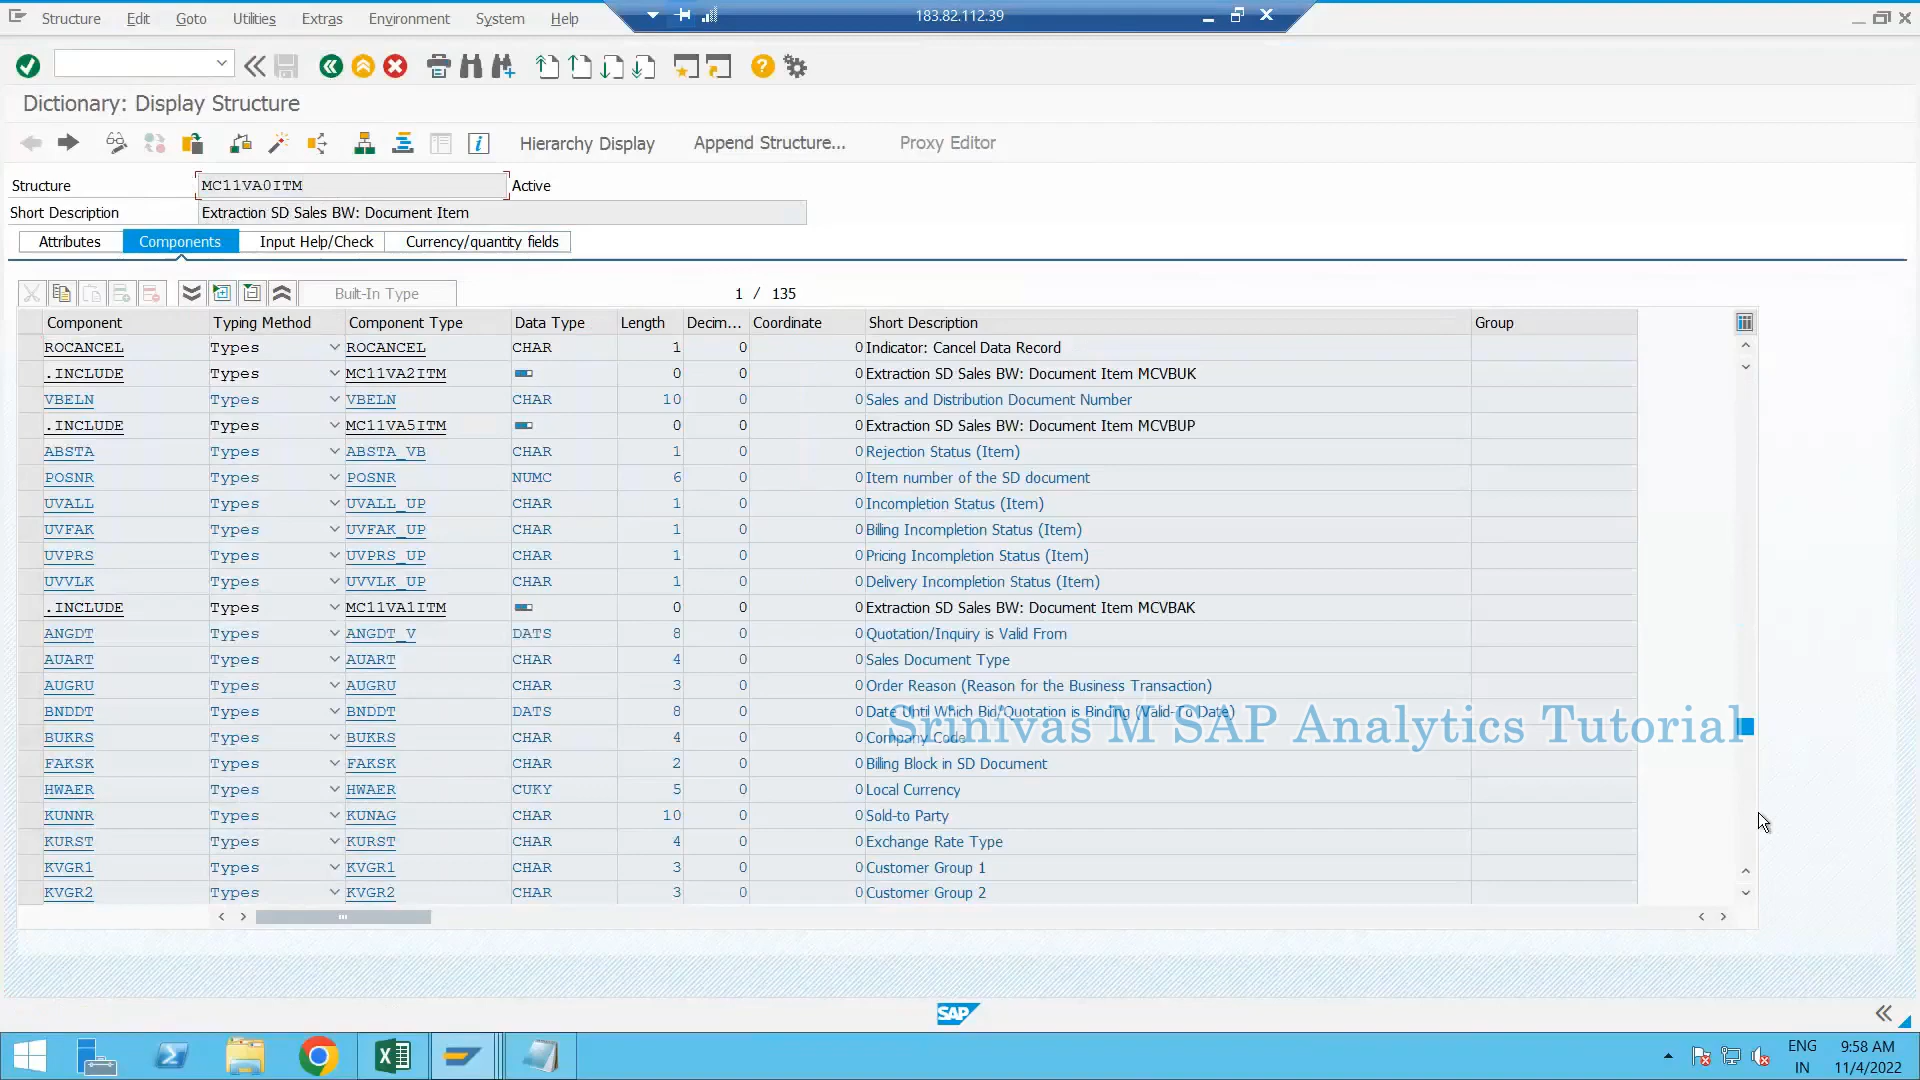 Structure Edit Goto Utilities Extras Environment System Help 183.82.112.39
Dictionary: Display Structure
Hierarchy Display Append Structure... Proxy Editor
Structure MC11VA0ITM Active
Short Description Extraction SD Sales BW: Document Item
Attributes Components Input Help/Check Currency/quantity fields
Built-In Type 1 / 135
Component Typing Method Component Type Data Type Length Decim... Coordinate Short Description Group
ROCANCEL Types ROCANCEL CHAR 1 0 0 Indicator: Cancel Data Record
.INCLUDE Types MC11VA2ITM 0 0 0 Extraction SD Sales BW: Document Item MCVBUK
VBELN Types VBELN CHAR 10 0 0 Sales and Distribution Document Number
.INCLUDE Types MC11VA5ITM 0 0 0 Extraction SD Sales BW: Document Item MCVBUP
ABSTA Types ABSTA_VB CHAR 1 0 0 Rejection Status (Item)
POSNR Types POSNR NUMC 6 0 0 Item number of the SD document
UVALL Types UVALL_UP CHAR 1 0 0 Incompletion Status (Item)
UVFAK Types UVFAK_UP CHAR 1 0 0 Billing Incompletion Status (Item)
UVPRS Types UVPRS_UP CHAR 1 0 0 Pricing Incompletion Status (Item)
UVVLK Types UVVLK_UP CHAR 1 0 0 Delivery Incompletion Status (Item)
.INCLUDE Types MC11VA1ITM 0 0 0 Extraction SD Sales BW: Document Item MCVBAK
ANGDT Types ANGDT_V DATS 8 0 0 Quotation/Inquiry is Valid From
AUART Types AUART CHAR 4 0 0 Sales Document Type
AUGRU Types AUGRU CHAR 3 0 0 Order Reason (Reason for the Business Transaction)
BNDDT Types BNDDT DATS 8 0 0 Date Until Which Bid/Quotation is Binding (Valid-To Date)
Srinivas M SAP Analytics Tutorial
BUKRS Types BUKRS CHAR 4 0 0 Company Code
FAKSK Types FAKSK CHAR 2 0 0 Billing Block in SD Document
HWAER Types HWAER CUKY 5 0 0 Local Currency
KUNNR Types KUNAG CHAR 10 0 0 Sold-to Party
KURST Types KURST CHAR 4 0 0 Exchange Rate Type
KVGR1 Types KVGR1 CHAR 3 0 0 Customer Group 1
KVGR2 Types KVGR2 CHAR 3 0 0 Customer Group 2
SAP
ENG 9:58 AM
IN 11/4/2022